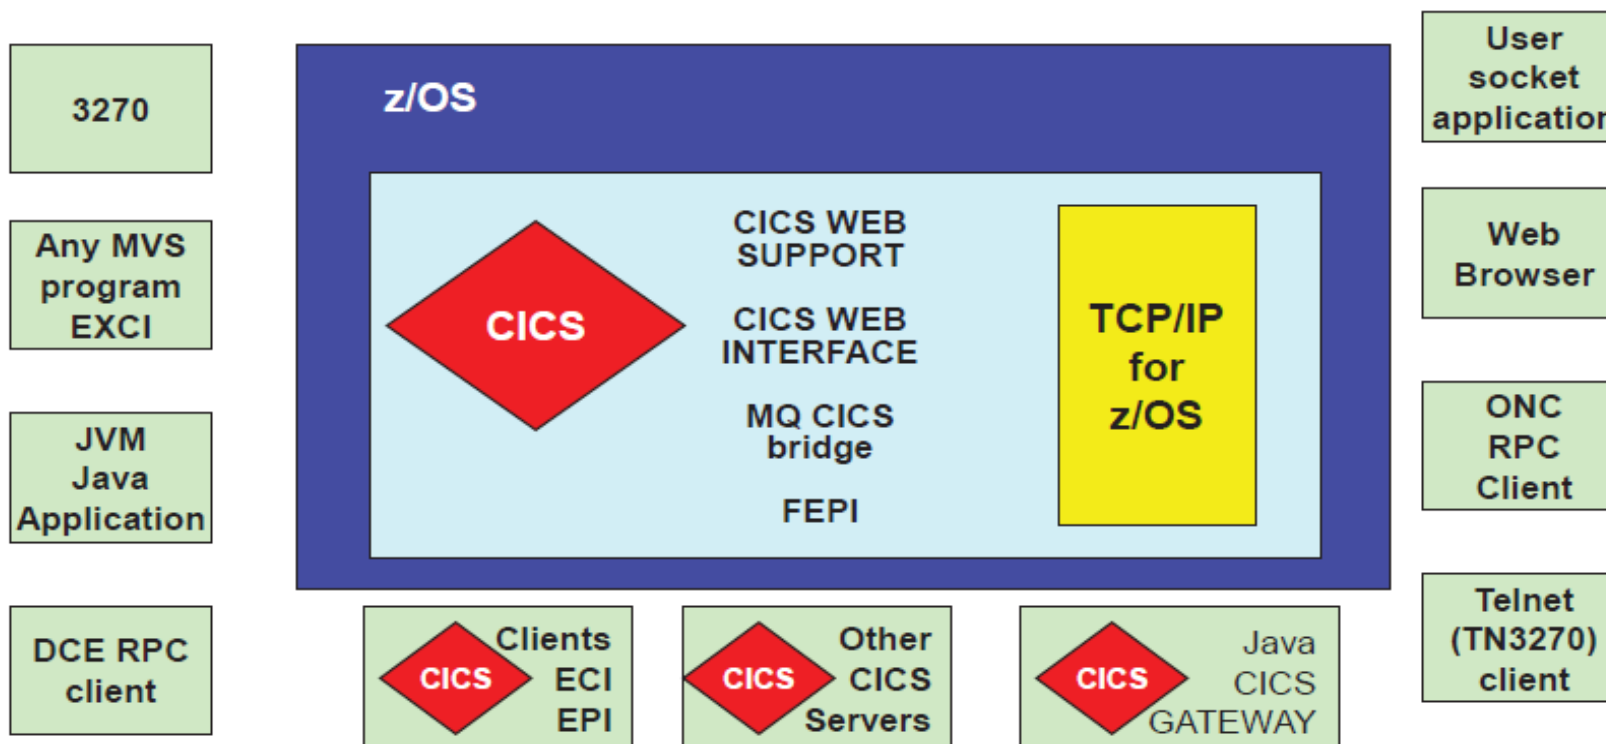 3270
Any MVS
program
EXCI
JVM
Java
Application
DCE RPC
client
z/OS
CICS
CICS WEB
SUPPORT
CICS WEB
INTERFACE
MQ CICS
bridge
FEPI
TCP/IP
for
z/OS
CICS
Clients
ECI
EPI
CICS
Other
CICS
Servers
CICS
Java
CICS
GATEWAY
User
socket
application
Web
Browser
ONC
RPC
Client
Telnet
(TN3270)
client